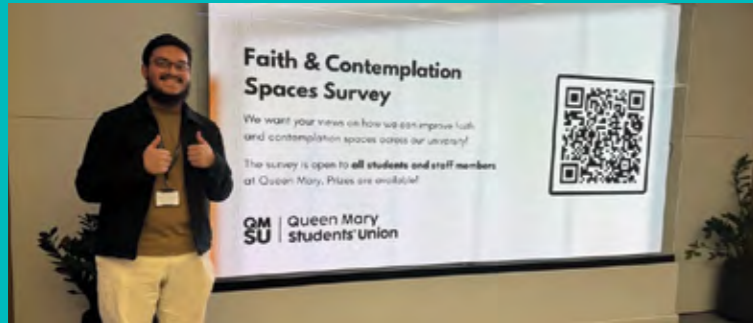 Faith & Contemplation
Spaces Survey
We want your views on how we can improve faith
and contemplation spaces across our university!
The survey is open to all students and staff members
at Queen Mary. Prizes are available!
QM
SU
Queen Mary
Students' Union